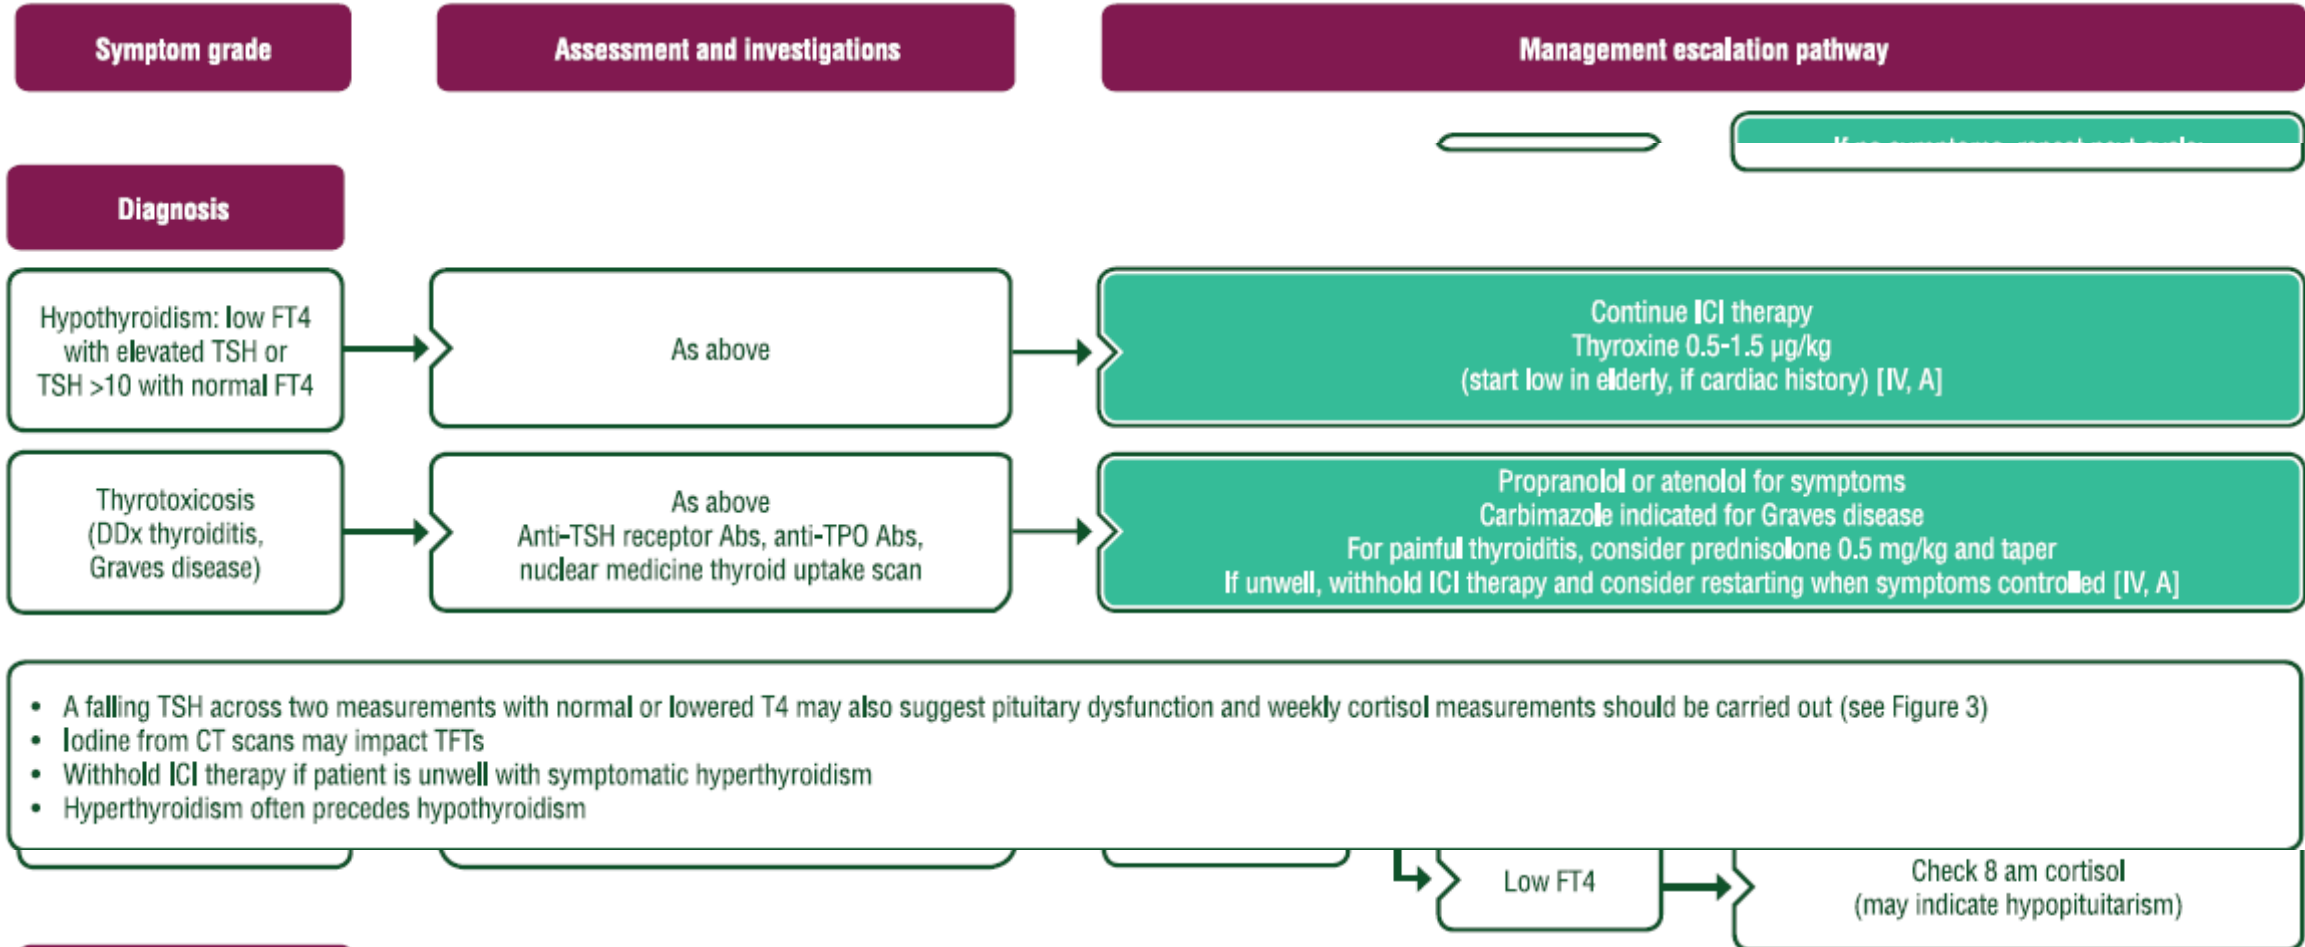 Symptom grade
Assessment and investigations
Management escalation pathway
Diagnosis
Hypothyroidism: low FT4
with elevated TSH or
TSH >10 with normal FT4
As above
Continue ICI therapy
Thyroxine 0.5-1.5 µg/kg
(start low in elderly, if cardiac history) [IV, A]
Thyrotoxicosis
(DDx thyroiditis,
Graves disease)
As above
Anti-TSH receptor Abs, anti-TPO Abs,
nuclear medicine thyroid uptake scan
Propranolol or atenolol for symptoms
Carbimazole indicated for Graves disease
For painful thyroiditis, consider prednisolone 0.5 mg/kg and taper
If unwell, withhold ICI therapy and consider restarting when symptoms controlled [IV, A]
• A falling TSH across two measurements with normal or lowered T4 may also suggest pituitary dysfunction and weekly cortisol measurements should be carried out (see Figure 3)
• Iodine from CT scans may impact TFTs
• Withhold ICI therapy if patient is unwell with symptomatic hyperthyroidism
• Hyperthyroidism often precedes hypothyroidism
Low FT4
Check 8 am cortisol
(may indicate hypopituitarism)